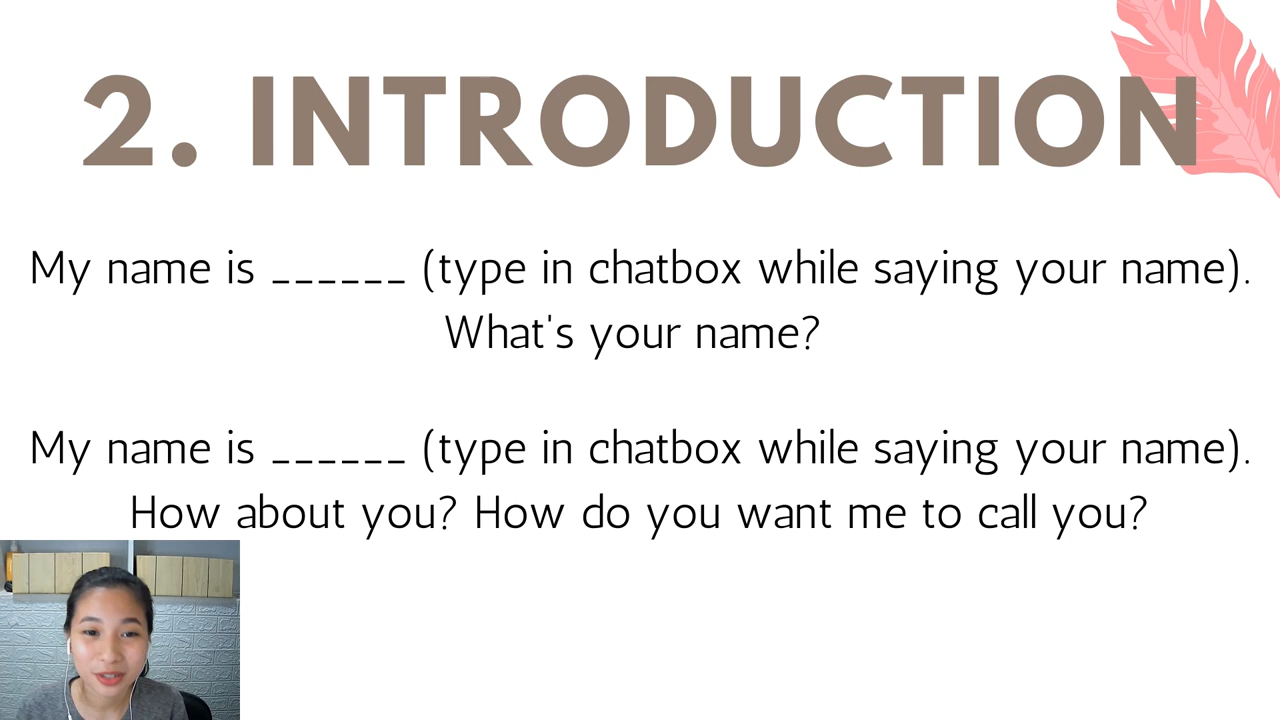 2. INTRODUCTION
My name is ______ (type in chatbox while saying your name).
What's your name?
My name is ______ (type in chatbox while saying your name).
How about you? How do you want me to call you?